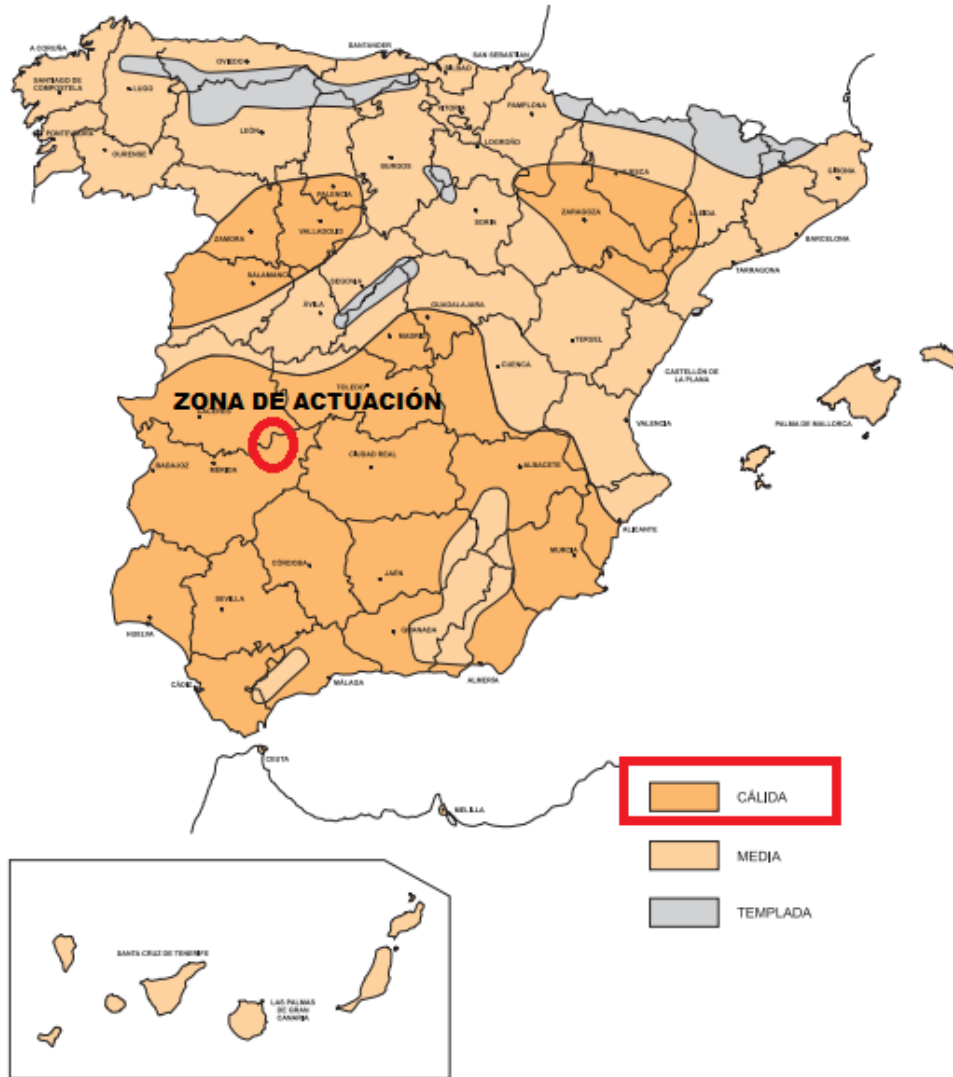 A CORUÑA
SANTIAGO DE
COMPOSTELA
LUGO
OVIEDO
SANTANDER
BILBAO
SAN SEBASTIÁN
VITORIA
PAMPLONA
PONTEVEDRA
OURENSE
LEÓN
BURGOS
LOGROÑO
HUESCA
GIRONA
PALENCIA
ZAMORA
VALLADOLID
SORIA
ZARAGOZA
LLEIDA
BARCELONA
TARRAGONA
SALAMANCA
SEGOVIA
ÁVILA
GUADALAJARA
MADRID
TERUEL
CUENCA
CASTELLÓN DE
LA PLANA
TOLEDO
ZONA DE ACTUACIÓN
CÁCERES
VALENCIA
PALMA DE MALLORCA
BADAJOZ
MÉRIDA
CIUDAD REAL
ALBACETE
ALICANTE
MURCIA
CÓRDOBA
JAÉN
SEVILLA
HUELVA
GRANADA
CÁDIZ
MÁLAGA
ALMERÍA
CEUTA
MELILLA
CÁLIDA
MEDIA
TEMPLADA
SANTA CRUZ DE TENERIFE
LAS PALMAS
DE GRAN
CANARIA